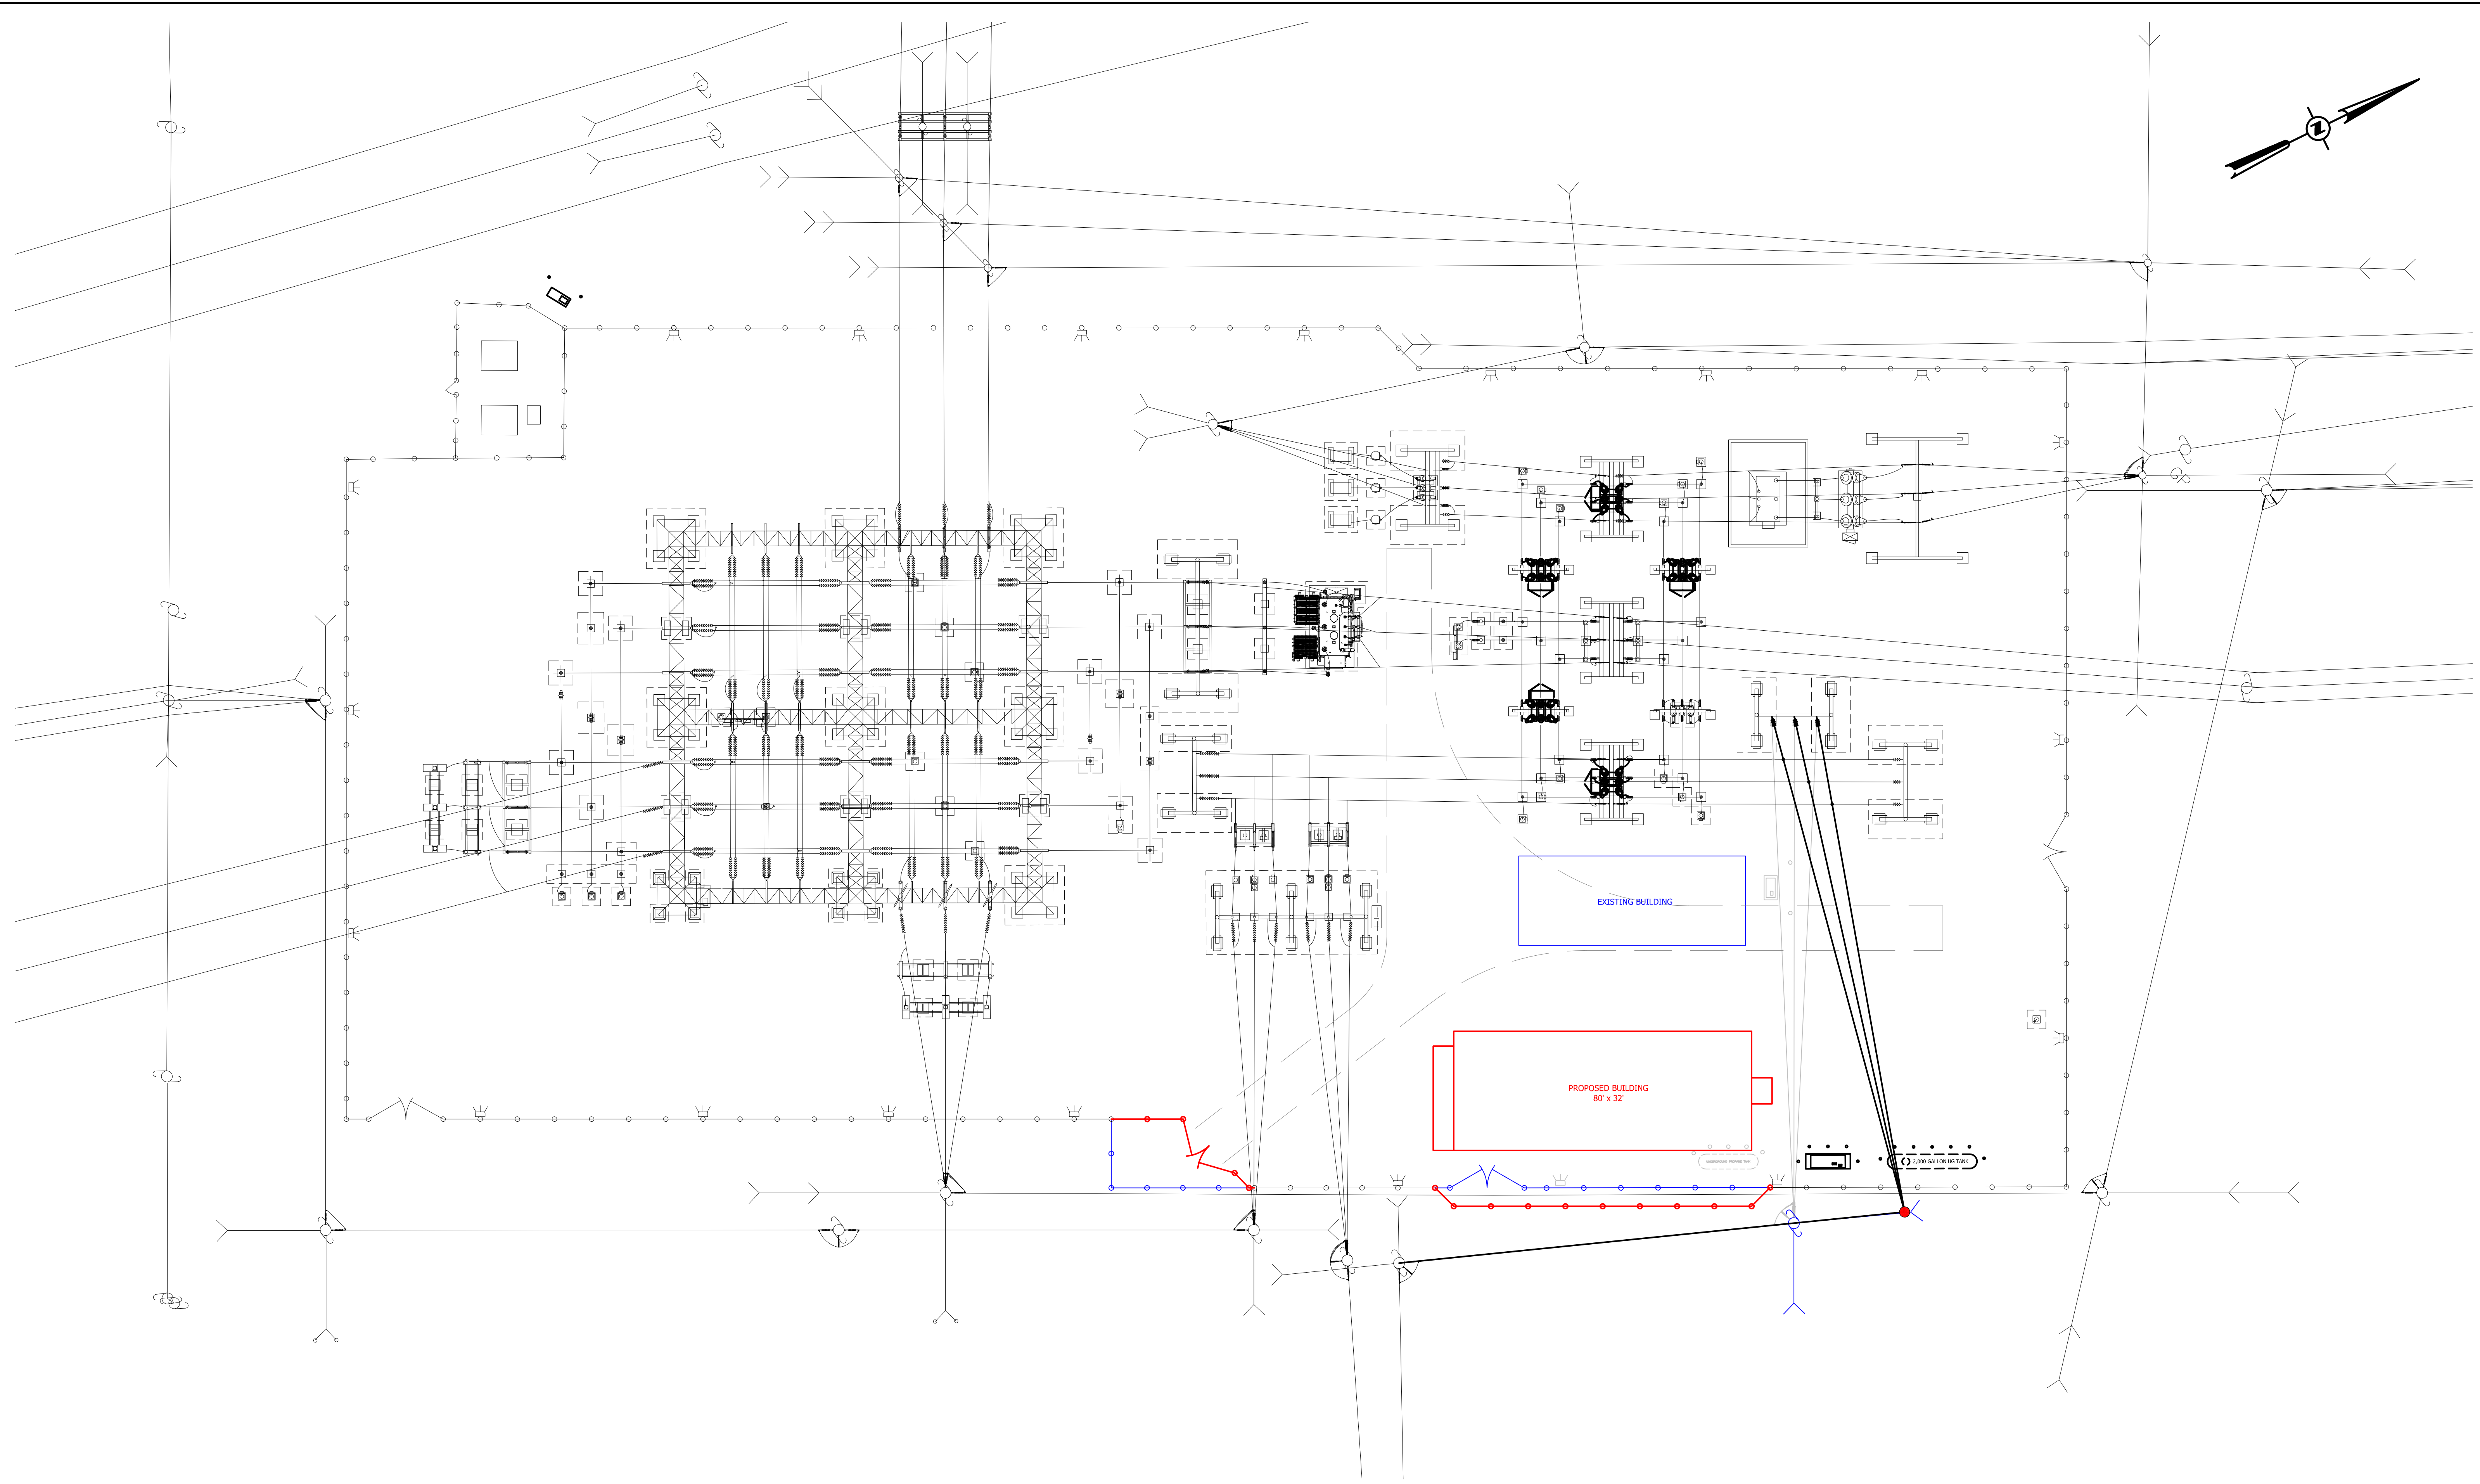 EXISTING BUILDING
PROPOSED BUILDING
80' x 32'
2,000 GALLON UG TANK